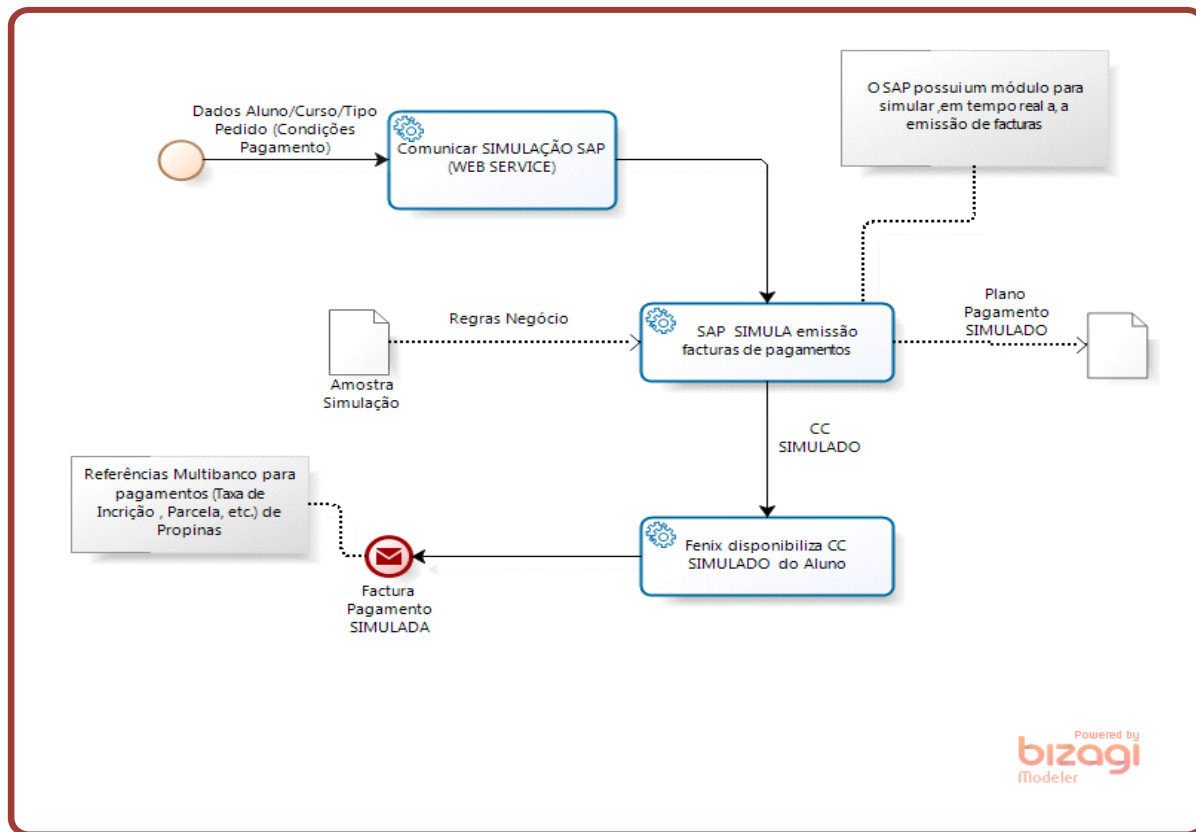 Dados Aluno/Curso/Tipo
Pedido (Condições
Pagamento)
Comunicar SIMULAÇÃO SAP
(WEB SERVICE)
O SAP possui um módulo para
simular ,em tempo real a, a
emissão de facturas
Regras Negócio
Amostra
Simulação
SAP SIMULA emissão
facturas de pagamentos
Plano
Pagamento
SIMULADO
CC
SIMULADO
Referências Multibanco para
pagamentos (Taxa de
Incrição , Parcela, etc.) de
Propinas
Fenix disponibiliza CC
SIMULADO do Aluno
Factura
Pagamento
SIMULADA
Powered by
bizagi
Modeler